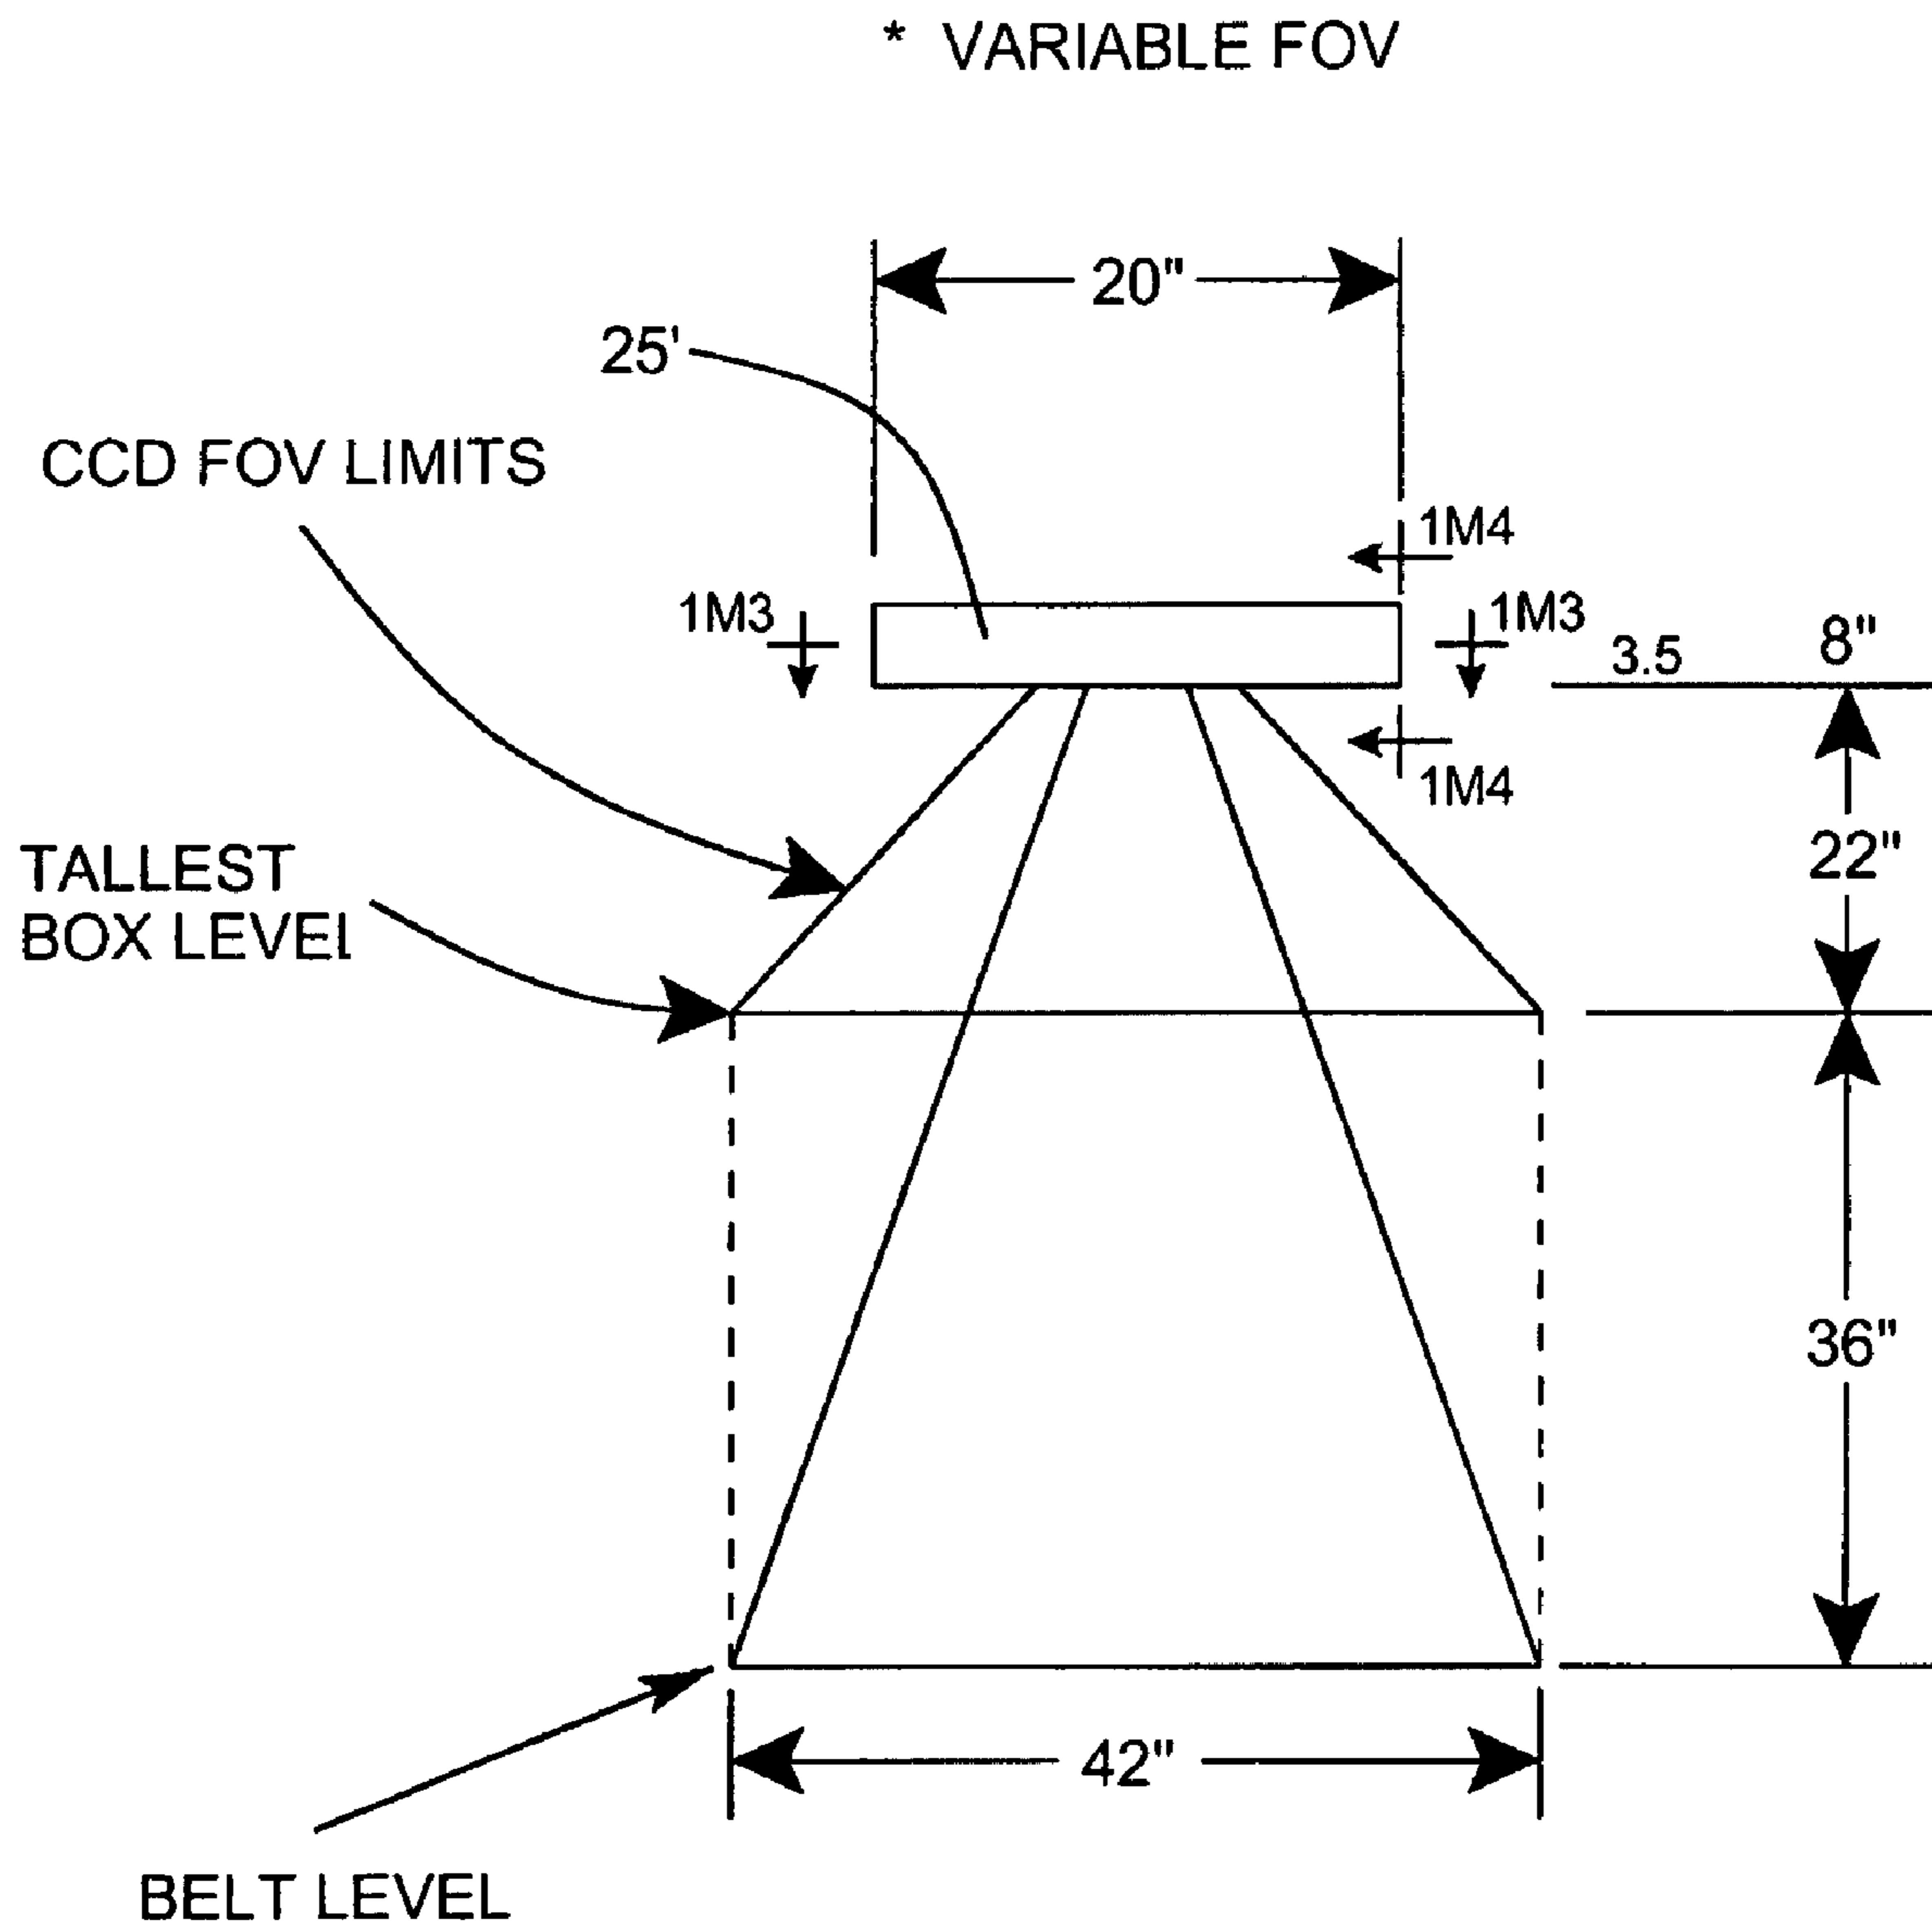 * VARIABLE FOV
20"
25'
CCD FOV LIMITS
1M4
1M3
1M3
3.5
8"
1M4
22"
TALLEST
BOX LEVEL
36"
42"
BELT LEVEL